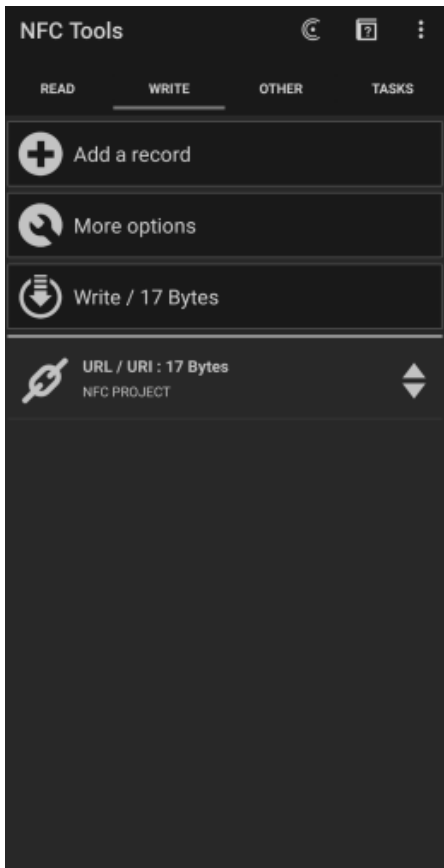 NFC Tools
READ WRITE OTHER TASKS
Add a record
More options
Write / 17 Bytes
URL / URI : 17 Bytes
NFC PROJECT